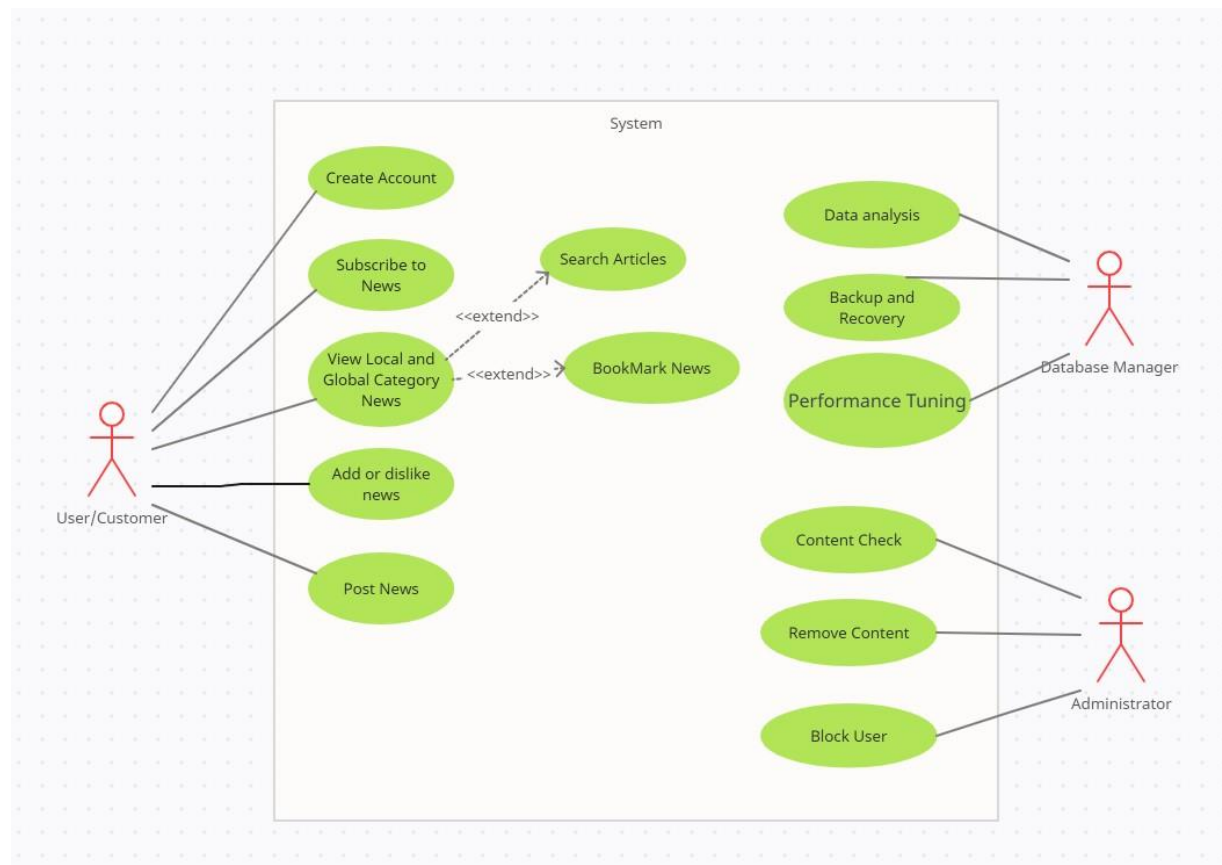 System
Create Account
Subscribe to
News
View Local and
Global Category
News
Add or dislike
news
Post News
<<extend>>
<<extend>>
Search Articles
BookMark News
User/Customer
Data analysis
Backup and
Recovery
Performance Tuning
Database Manager
Content Check
Remove Content
Block User
Administrator